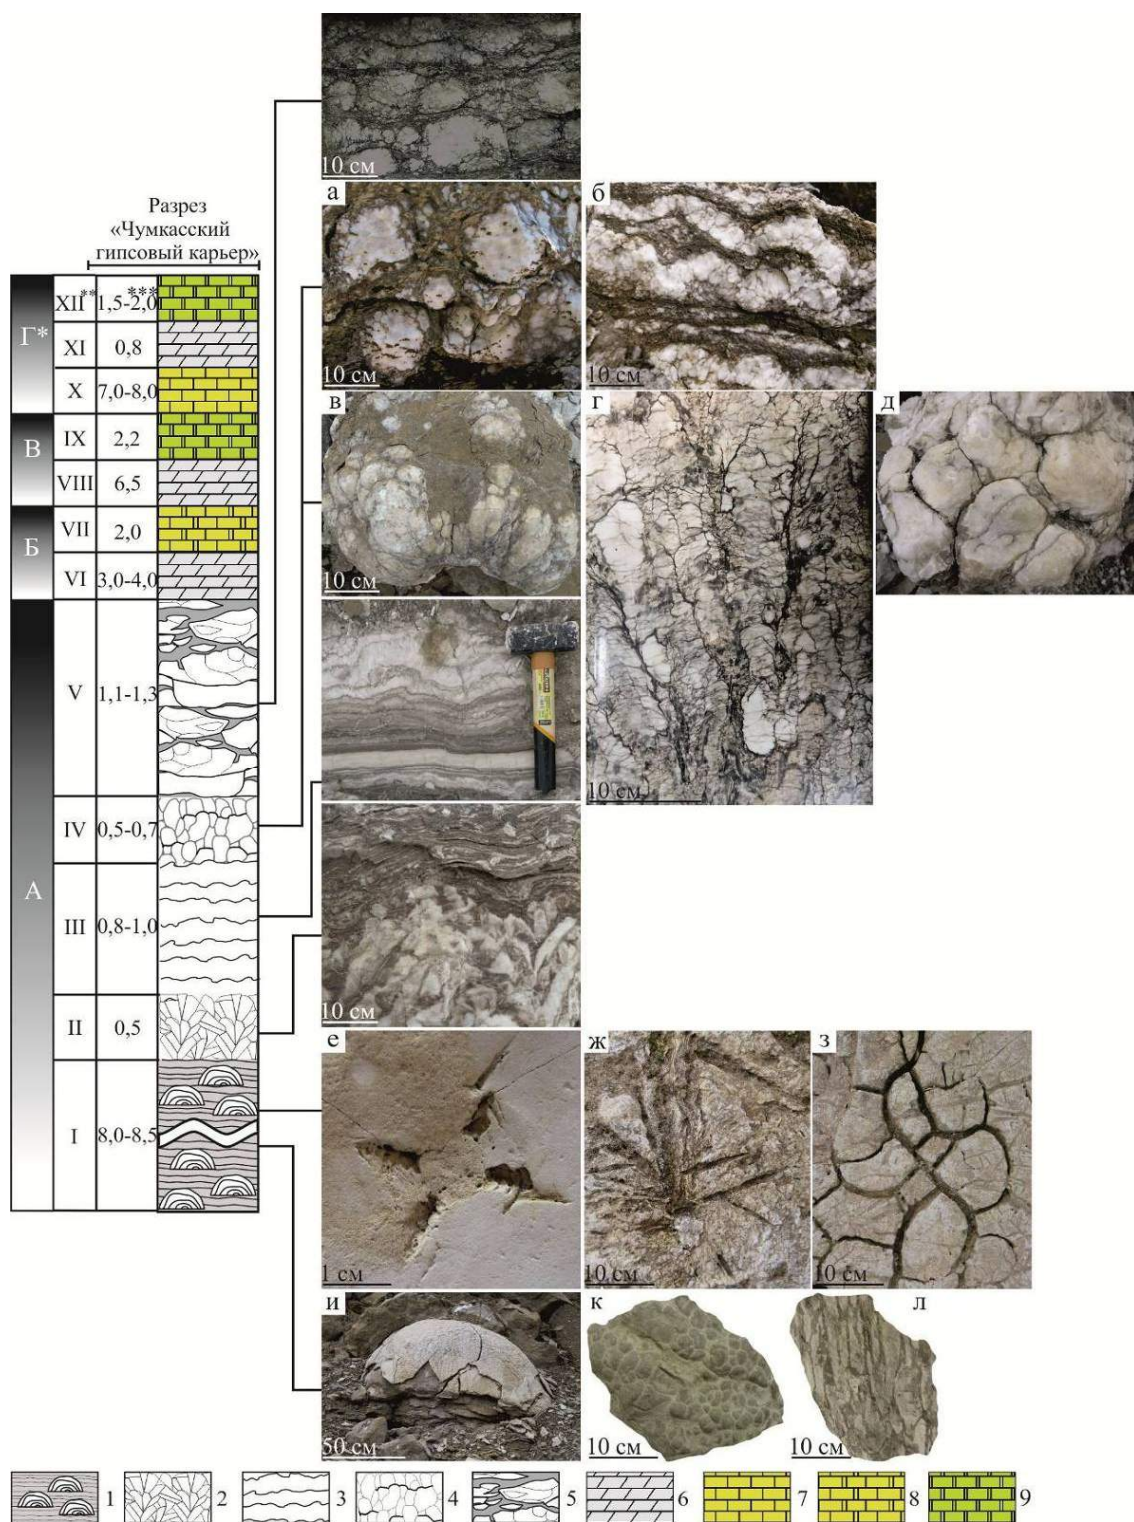 10 см
Разрез
«Чумкасский
гипсовый карьер»
а
б
10 см
10 см
Г*
XII** 1,5-2,0***
XI 0,8
X 7,0-8,0
В
IX 2,2
VIII 6,5
Б
VII 2,0
VI 3,0-4,0
А
V 1,1-1,3
IV 0,5-0,7
III 0,8-1,0
II 0,5
I 8,0-8,5
в
г
д
10 см
10 см
10 см
е
ж
з
1 см
10 см
10 см
и
к
л
50 см
10 см
10 см
1 2 3 4 5 6 7 8 9